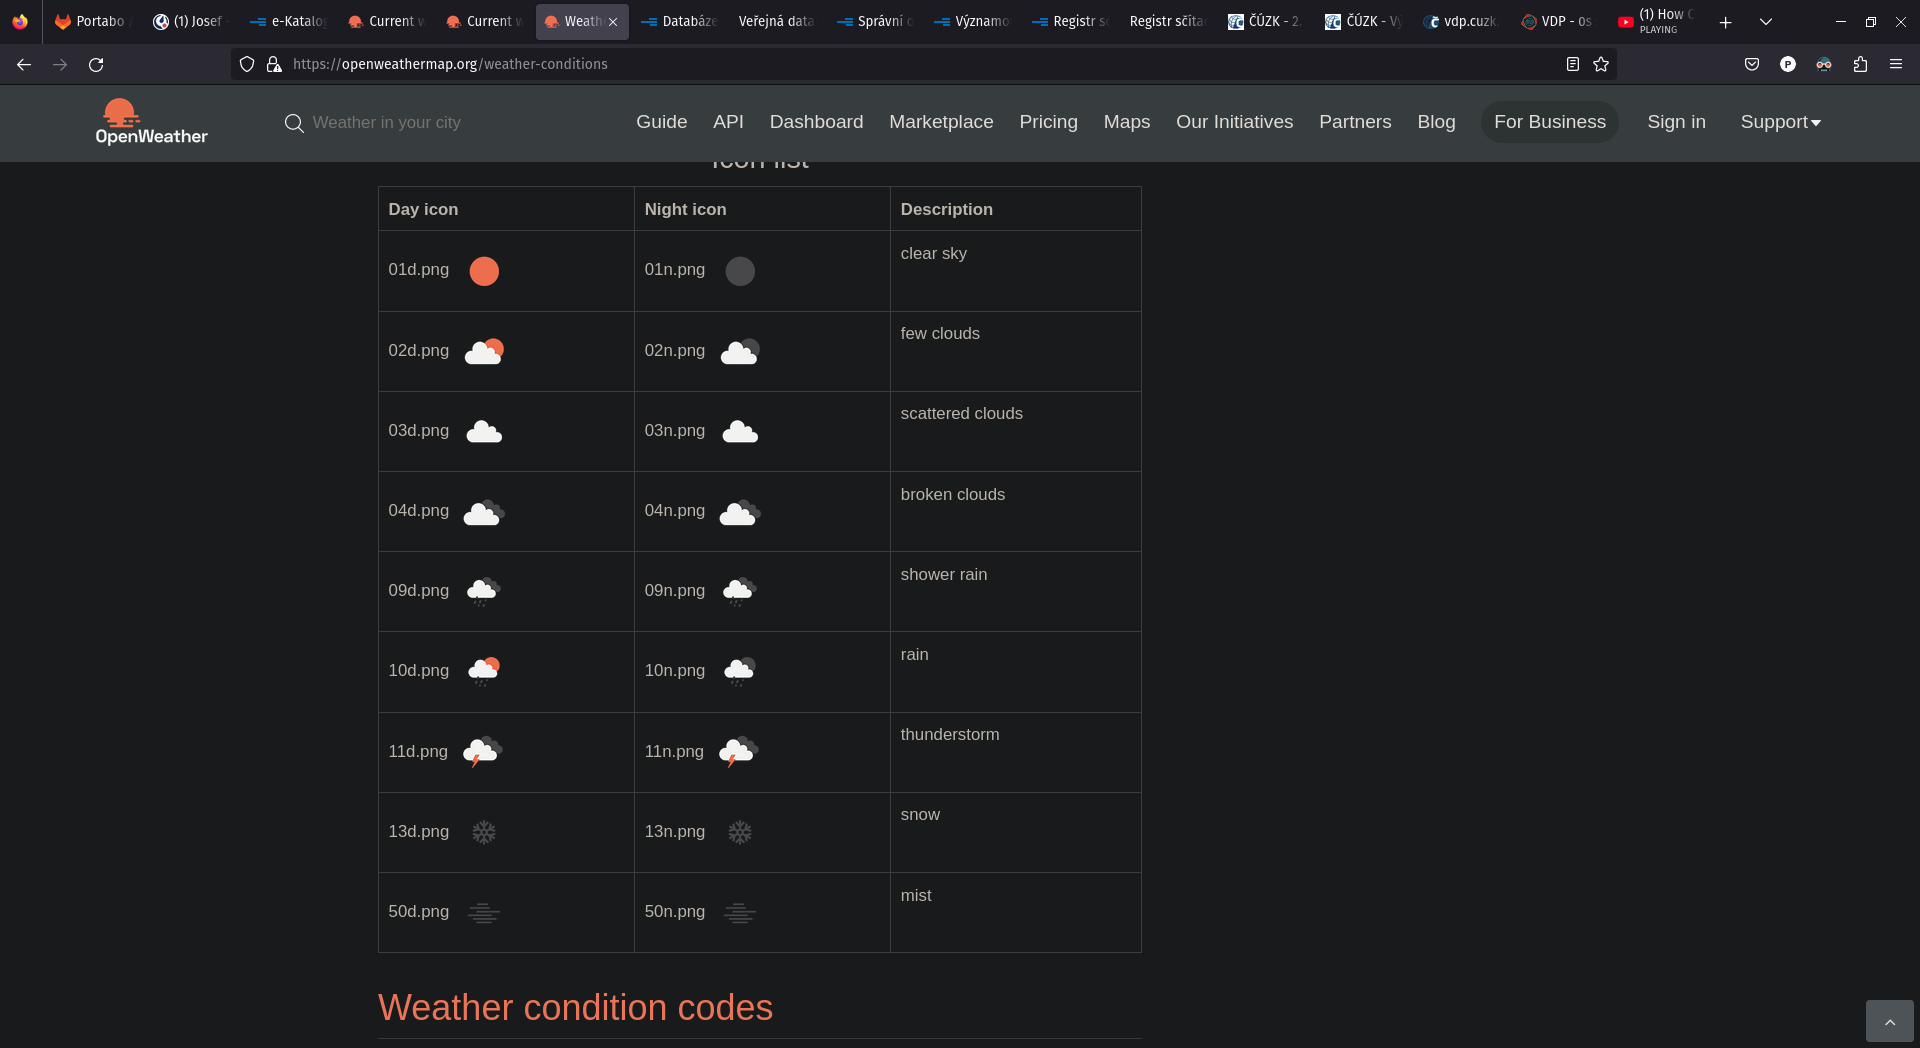 Portabo
(1) Josef
e-Katalog
Current w
Current w
Weath
Databáze
Veřejná data
Správní o
Význam
Registr s
Registr sčíta
ČÚZK - 2.
ČÚZK - Vý
vdp.cuzk.
VDP - os
(1) How C
PLAYING
https://openweathermap.org/weather-conditions
P
OpenWeather
Weather in your city
Guide
API
Dashboard
Marketplace
Pricing
Maps
Our Initiatives
Partners
Blog
For Business
Sign in
Support
Icon list
Day icon Night icon Description
01d.png 01n.png clear sky
02d.png 02n.png few clouds
03d.png 03n.png scattered clouds
04d.png 04n.png broken clouds
09d.png 09n.png shower rain
10d.png 10n.png rain
11d.png 11n.png thunderstorm
13d.png 13n.png snow
50d.png 50n.png mist
Weather condition codes